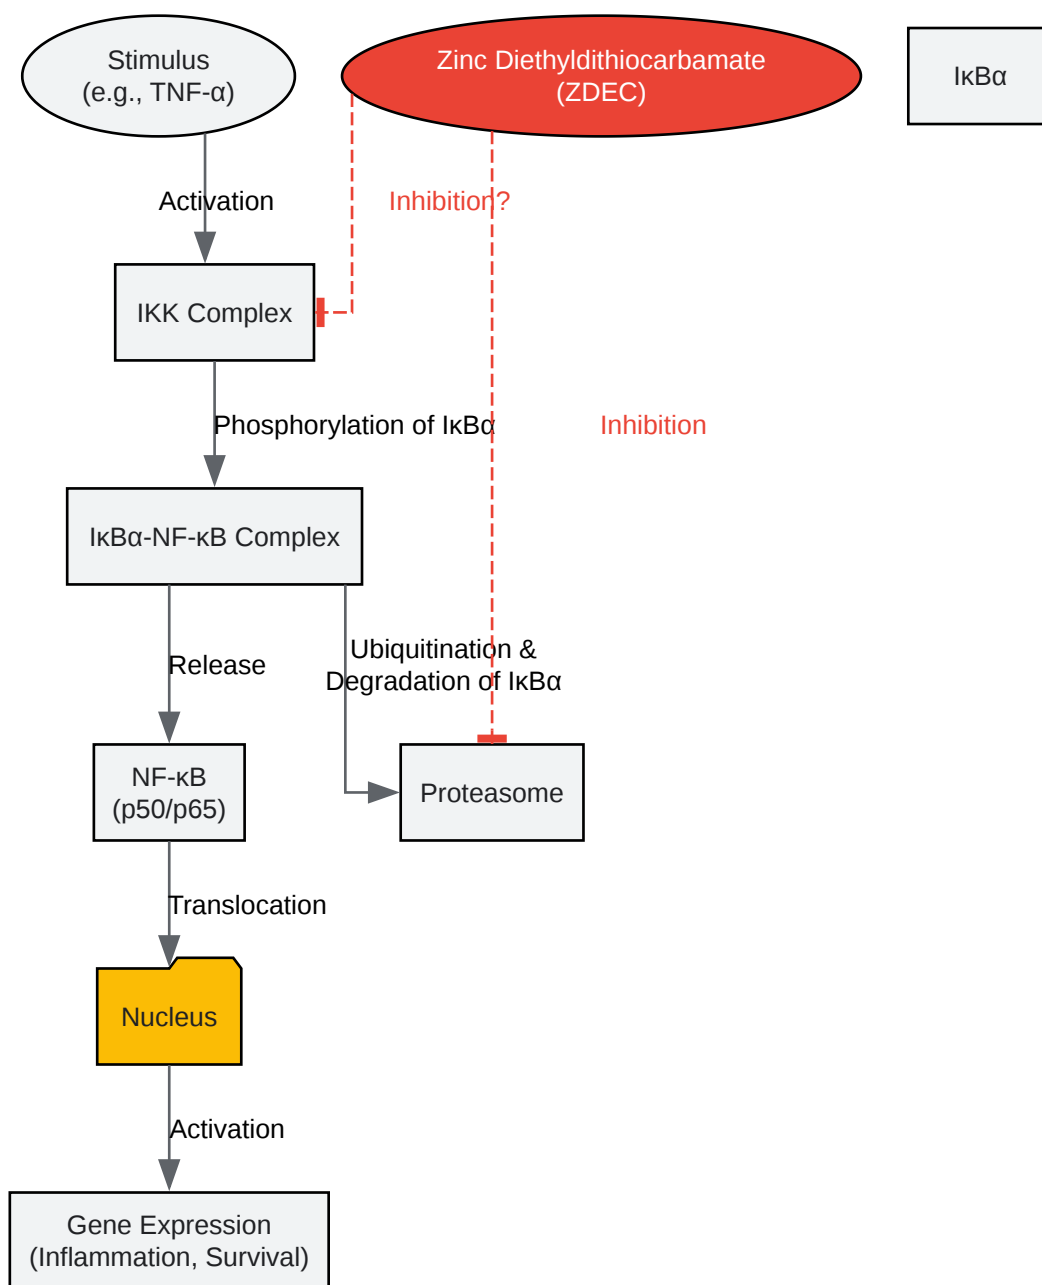 Stimulus
(e.g., TNF-α)
Zinc Diethyldithiocarbamate
(ZDEC)
IκBα
Activation
Inhibition?
IKK Complex
Phosphorylation of IκBα
Inhibition
IκBα-NF-κB Complex
Release
Ubiquitination &
Degradation of IκBα
NF-κB
(p50/p65)
Proteasome
Translocation
Nucleus
Activation
Gene Expression
(Inflammation, Survival)